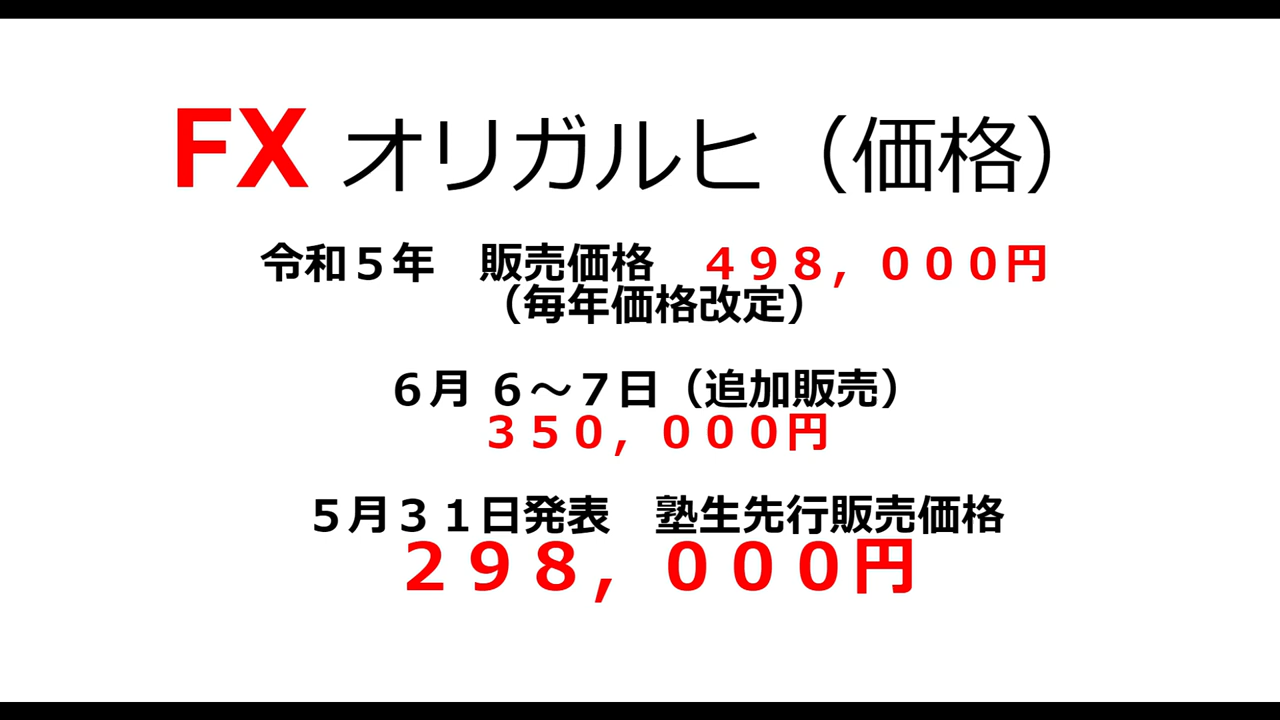 FX オリガルヒ（価格）
令和５年　販売価格　４９８，０００円
（毎年価格改定）
６月 ６～７日（追加販売）
３５０，０００円
５月３１日発表　塾生先行販売価格
２９８，０００円